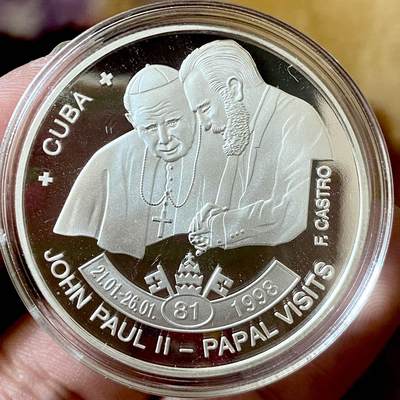 + CUBA +
F. CASTRO
21.01.-26.01. 81 1998
JOHN PAUL II – PAPAL VISITS